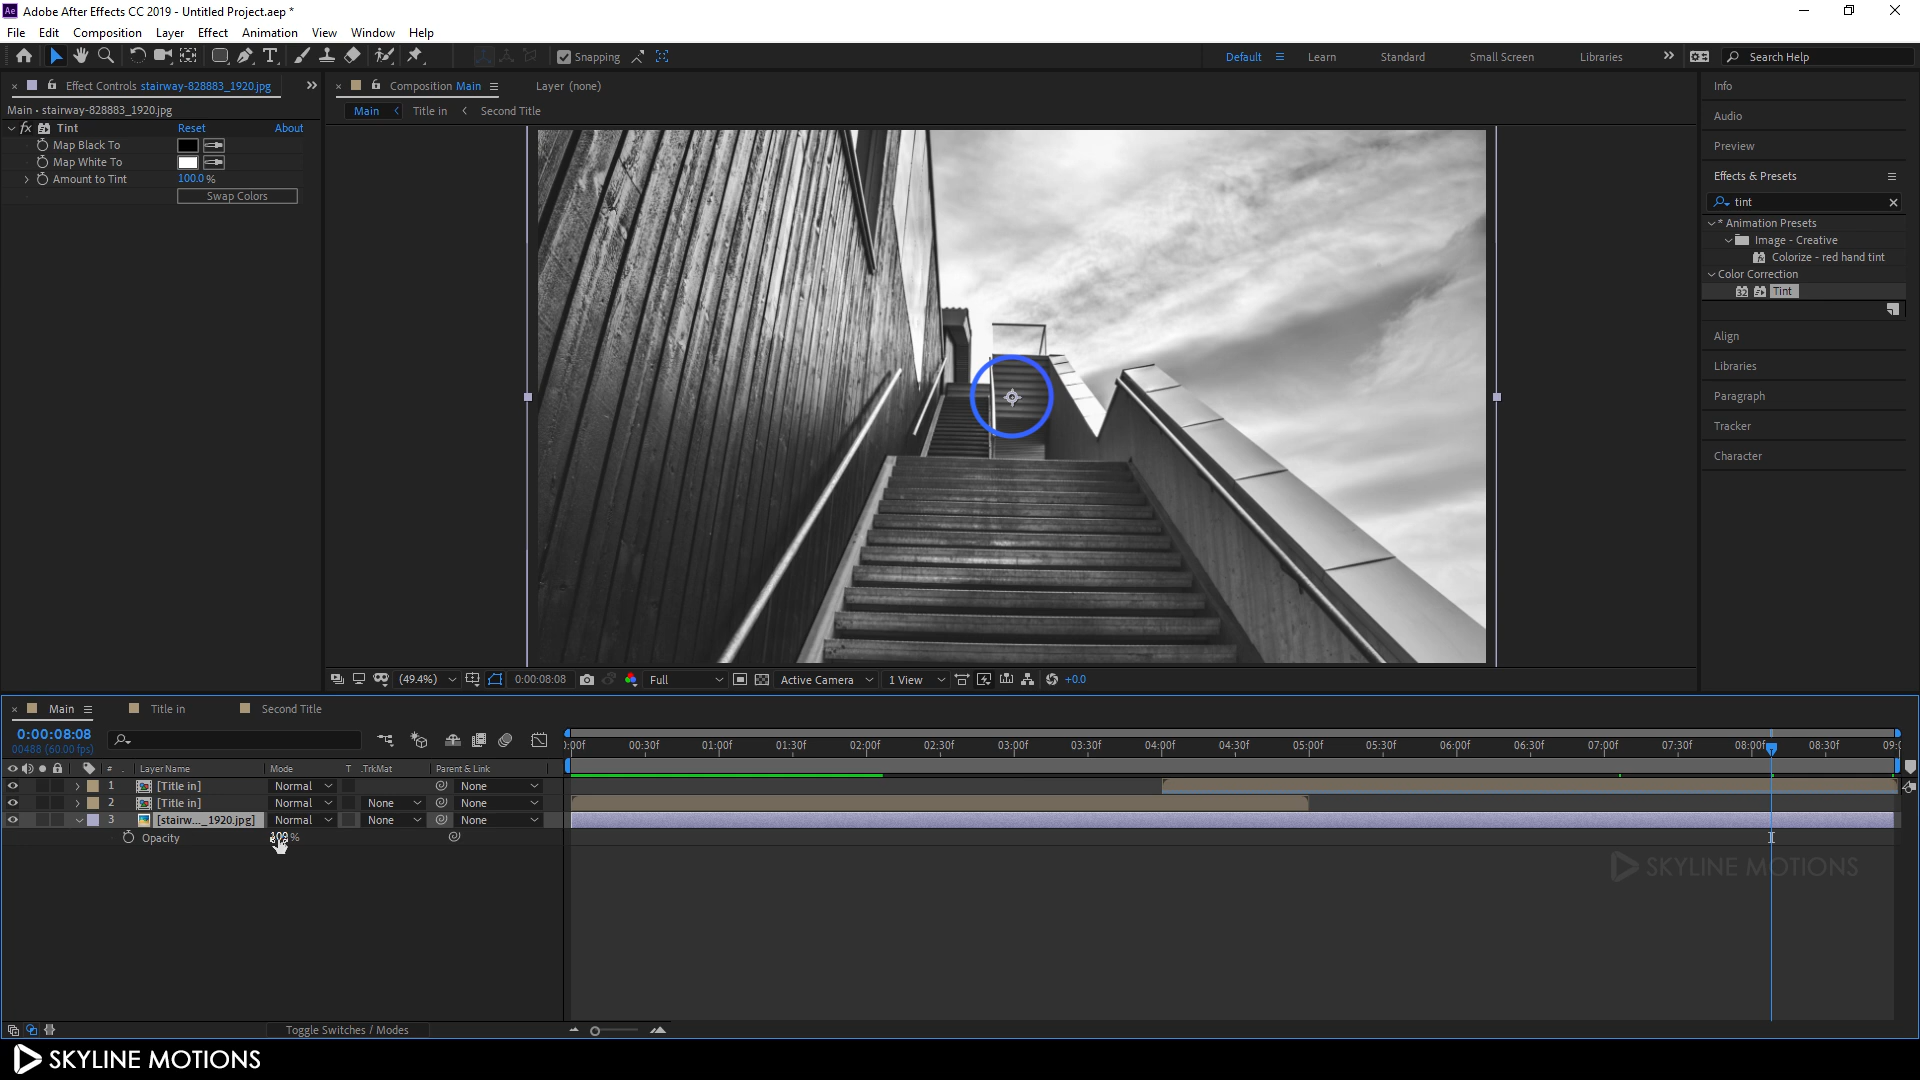 Adobe After Effects CC 2019 - Untitled Project.aep *
File Edit Composition Layer Effect Animation View Window Help
Snapping
Default Learn Standard Small Screen Libraries Search Help
Effect Controls stairway-828883_1920.jpg
Composition Main
Layer (none)
Main • stairway-828883_1920.jpg
Main < Title in < Second Title
fx Tint Reset About
Map Black To
Map White To
Amount to Tint 100.0 %
Swap Colors
Info
Audio
Preview
Effects & Presets
tint
* Animation Presets
Image - Creative
Colorize - red hand tint
Color Correction
32 Tint
Align
Libraries
Paragraph
Tracker
Character
(49.4%) 0:00:08:08 Full Active Camera 1 View +0.0
Main Title in Second Title
0:00:08:08
00488 (60.00 fps)
:00f 00:30f 01:00f 01:30f 02:00f 02:30f 03:00f 03:30f 04:00f 04:30f 05:00f 05:30f 06:00f 06:30f 07:00f 07:30f 08:00f 08:30f 09:0
# Layer Name Mode T .TrkMat Parent & Link
1 [Title in] Normal None
2 [Title in] Normal None None
3 [stairw..._1920.jpg] Normal None None
Opacity 100 %
SKYLINE MOTIONS
Toggle Switches / Modes
SKYLINE MOTIONS